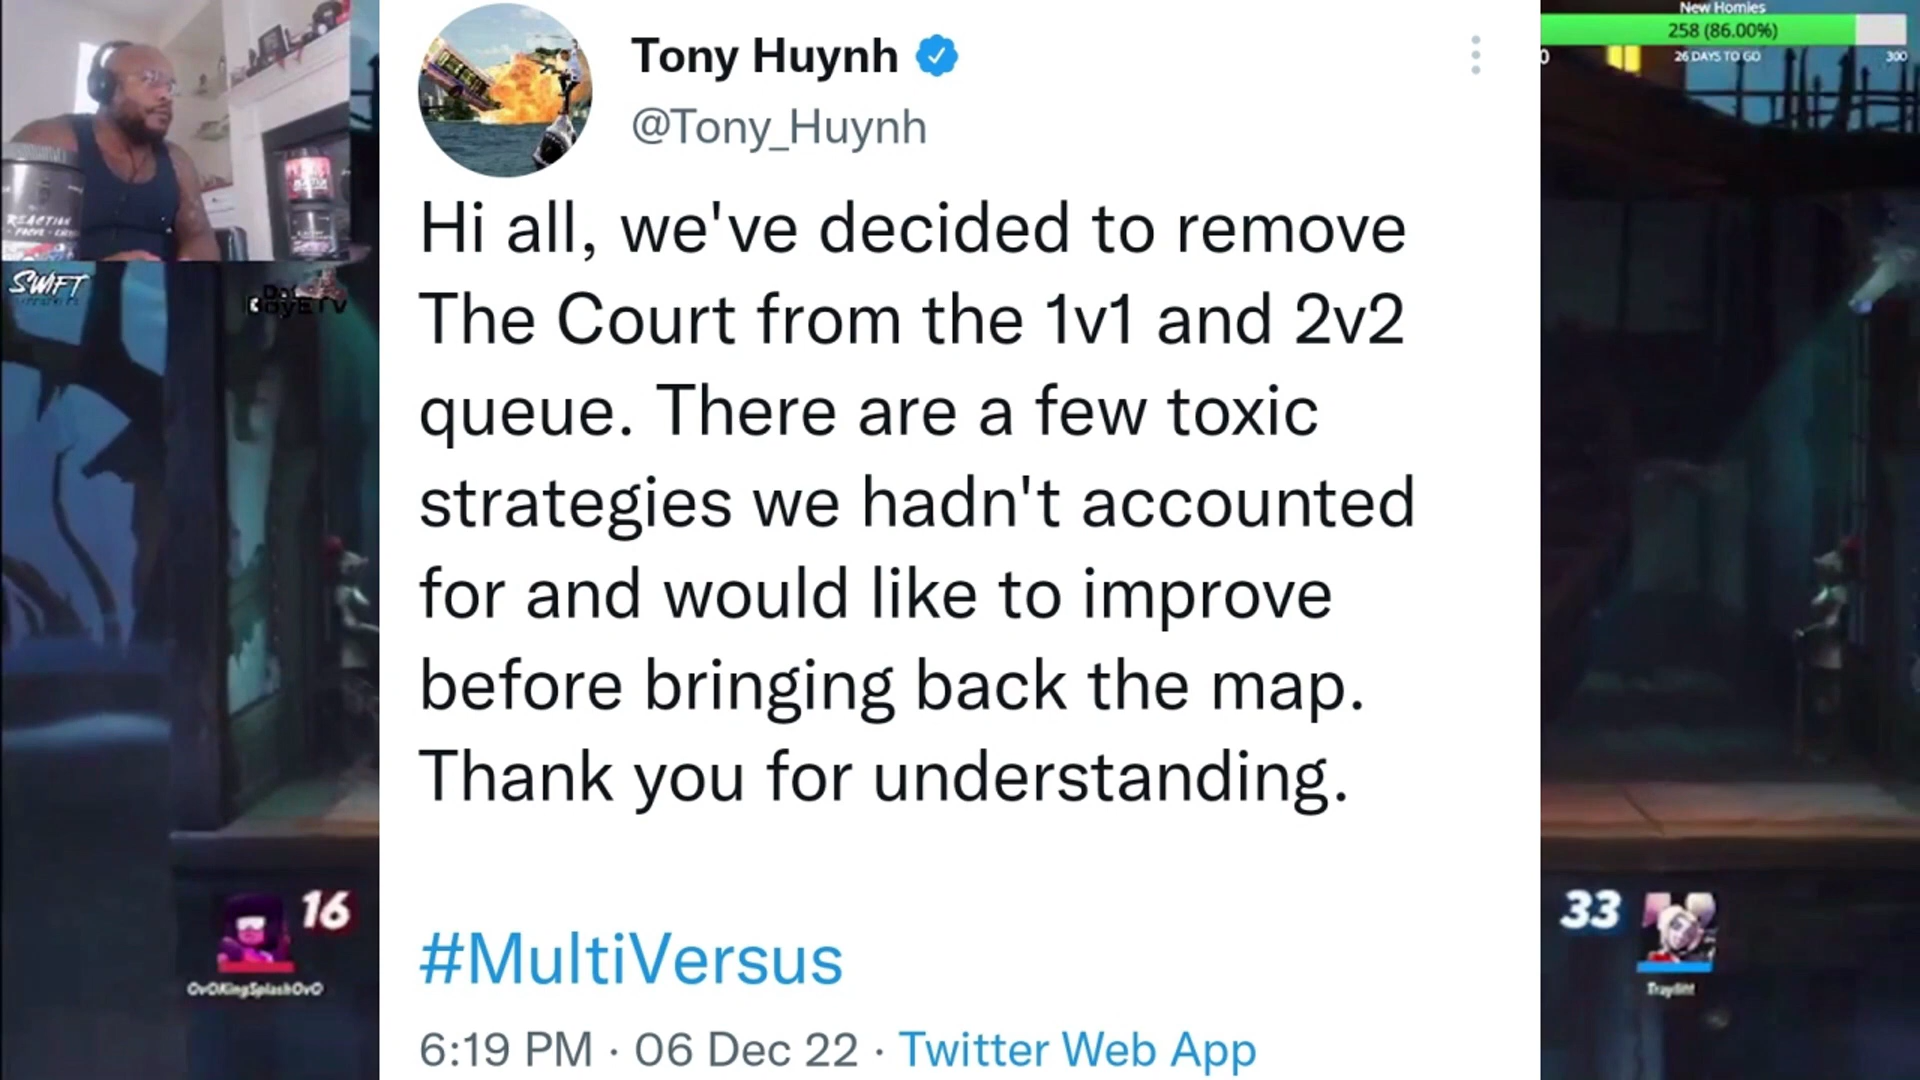 Tony Huynh
@Tony_Huynh
Hi all, we've decided to remove
The Court from the 1v1 and 2v2
queue. There are a few toxic
strategies we hadn't accounted
for and would like to improve
before bringing back the map.
Thank you for understanding.
#MultiVersus
6:19 PM · 06 Dec 22 · Twitter Web App
New Homies
258 (86.00%)
0 26 DAYS TO GO 300
REACTION
SWIFT
16
OvOKingSplashOvO
33